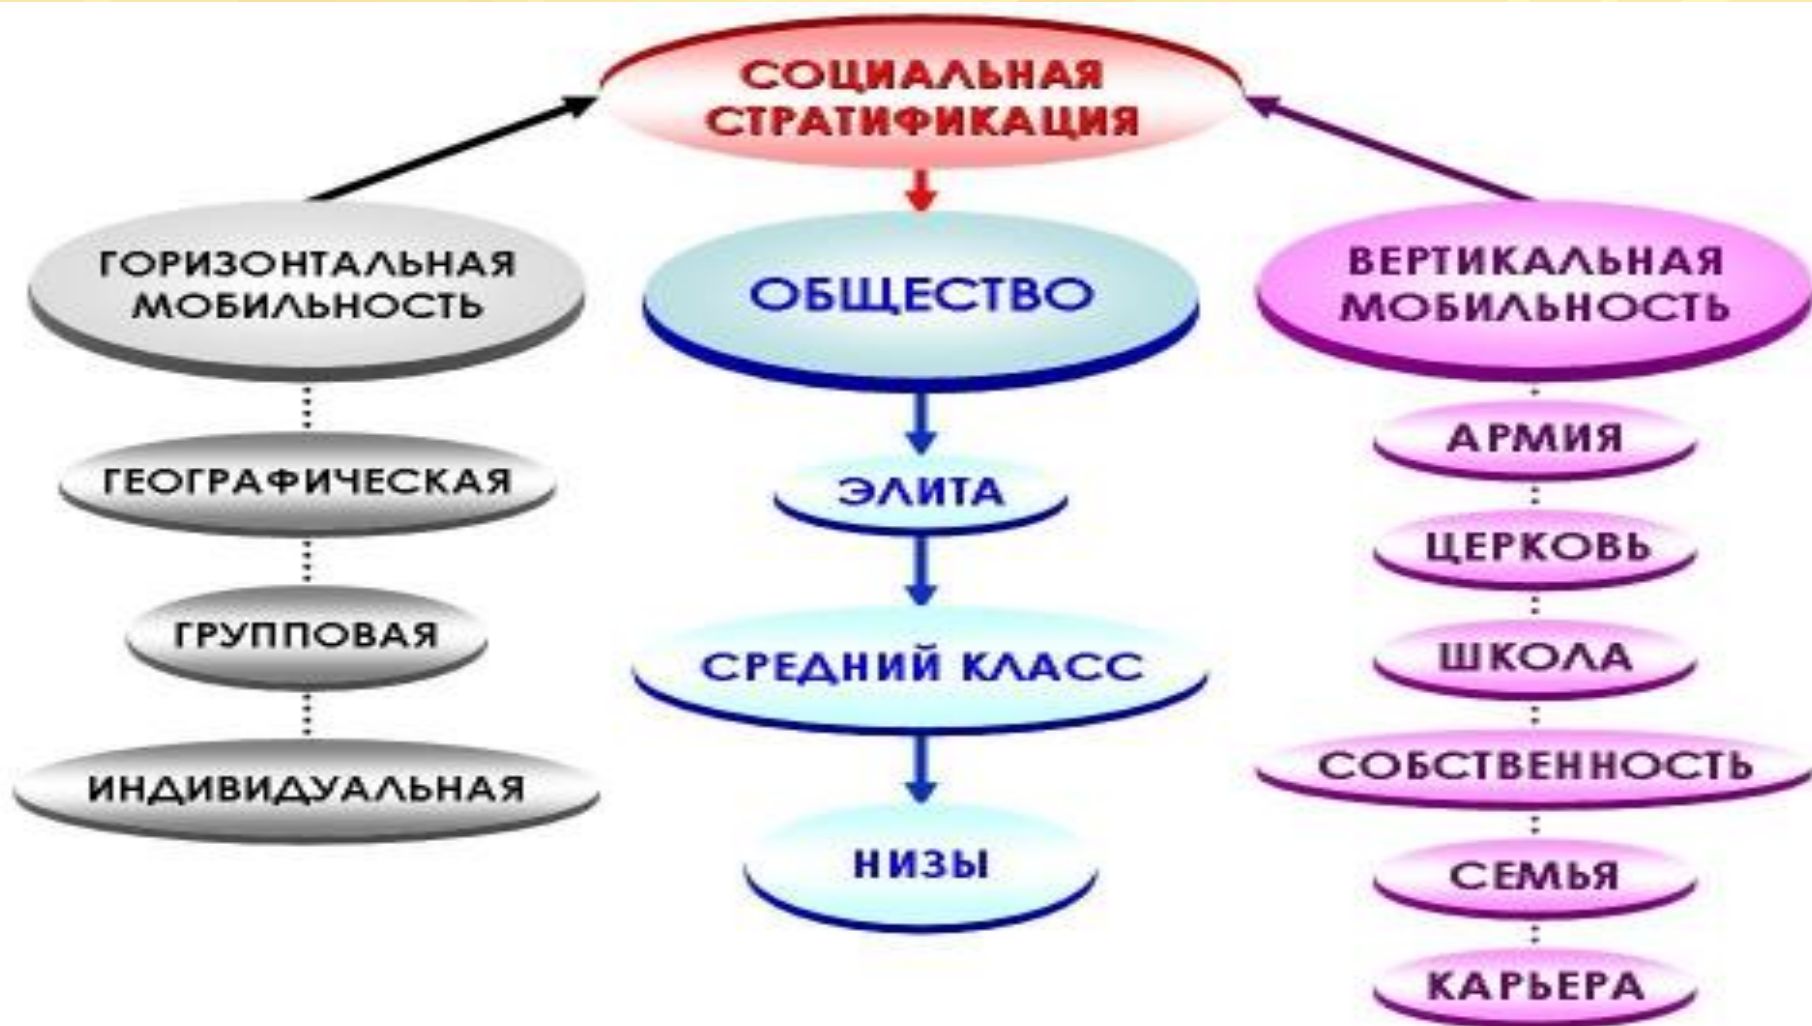 СОЦИАЛЬНАЯ
СТРАТИФИКАЦИЯ
ГОРИЗОНТАЛЬНАЯ
МОБИЛЬНОСТЬ
ГЕОГРАФИЧЕСКАЯ
ГРУППОВАЯ
ИНДИВИДУАЛЬНАЯ
ОБЩЕСТВО
ЭЛИТА
СРЕДНИЙ КЛАСС
НИЗЫ
ВЕРТИКАЛЬНАЯ
МОБИЛЬНОСТЬ
АРМИЯ
ЦЕРКОВЬ
ШКОЛА
СОБСТВЕННОСТЬ
СЕМЬЯ
КАРЬЕРА